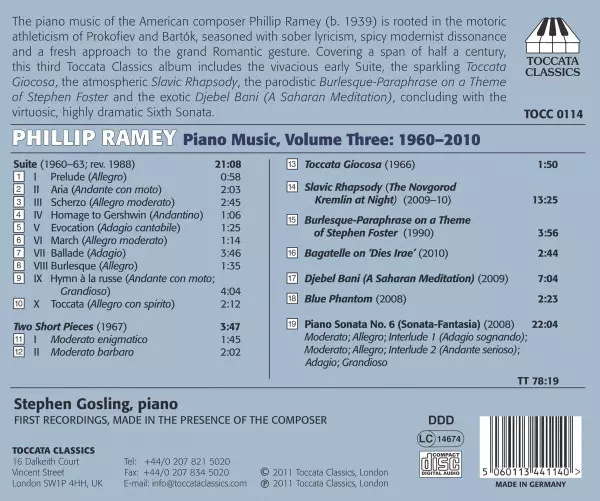 The piano music of the American composer Phillip Ramey (b. 1939) is rooted in the motoric
athleticism of Prokofiev and Bartók, seasoned with sober lyricism, spicy modernist dissonance
and a fresh approach to the grand Romantic gesture. Covering a span of half a century,
this third Toccata Classics album includes the vivacious early Suite, the sparkling Toccata
Giocosa, the atmospheric Slavic Rhapsody, the parodistic Burlesque-Paraphrase on a Theme
of Stephen Foster and the exotic Djebel Bani (A Saharan Meditation), concluding with the
virtuosic, highly dramatic Sixth Sonata.
TOCCATA
CLASSICS
TOCC 0114
PHILLIP RAMEY Piano Music, Volume Three: 1960–2010
Suite (1960–63; rev. 1988) 21:08
1 I Prelude (Allegro) 0:58
2 II Aria (Andante con moto) 2:03
3 III Scherzo (Allegro moderato) 2:45
4 IV Homage to Gershwin (Andantino) 1:06
5 V Evocation (Adagio cantabile) 1:25
6 VI March (Allegro moderato) 1:14
7 VII Ballade (Adagio) 3:46
8 VIII Burlesque (Allegro) 1:35
9 IX Hymn à la russe (Andante con moto;
Grandioso) 4:04
10 X Toccata (Allegro con spirito) 2:12
Two Short Pieces (1967) 3:47
11 I Moderato enigmatico 1:45
12 II Moderato barbaro 2:02
13 Toccata Giocosa (1966) 1:50
14 Slavic Rhapsody (The Novgorod
Kremlin at Night) (2009–10) 13:25
15 Burlesque-Paraphrase on a Theme
of Stephen Foster (1990) 3:56
16 Bagatelle on ‘Dies Irae’ (2010) 2:44
17 Djebel Bani (A Saharan Meditation) (2009) 7:04
18 Blue Phantom (2008) 2:23
19 Piano Sonata No. 6 (Sonata-Fantasia) (2008) 22:04
Moderato; Allegro; Interlude 1 (Adagio sognando);
Moderato; Allegro; Interlude 2 (Andante serioso);
Adagio; Grandioso
TT 78:19
Stephen Gosling, piano
FIRST RECORDINGS, MADE IN THE PRESENCE OF THE COMPOSER
TOCCATA CLASSICS
16 Dalkeith Court
Vincent Street
London SW1P 4HH, UK
Tel: +44/0 207 821 5020
Fax: +44/0 207 834 5020
E-mail: info@toccataclassics.com
© 2011 Toccata Classics, London
℗ 2011 Toccata Classics, London
DDD
LC 14674
COMPACT
disc
DIGITAL AUDIO
5 060113 441140 >
MADE IN GERMANY